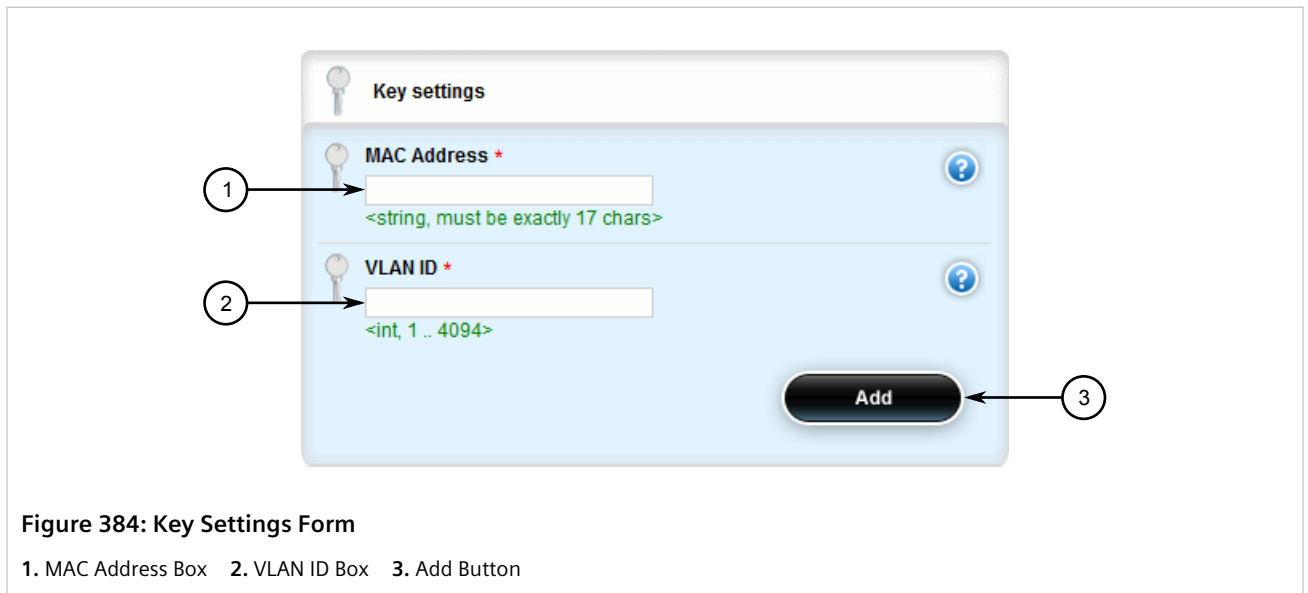 Key settings
MAC Address *
?
1
<string, must be exactly 17 chars>
VLAN ID *
?
2
<int, 1 .. 4094>
Add
3
Figure 384: Key Settings Form
1. MAC Address Box 2. VLAN ID Box 3. Add Button